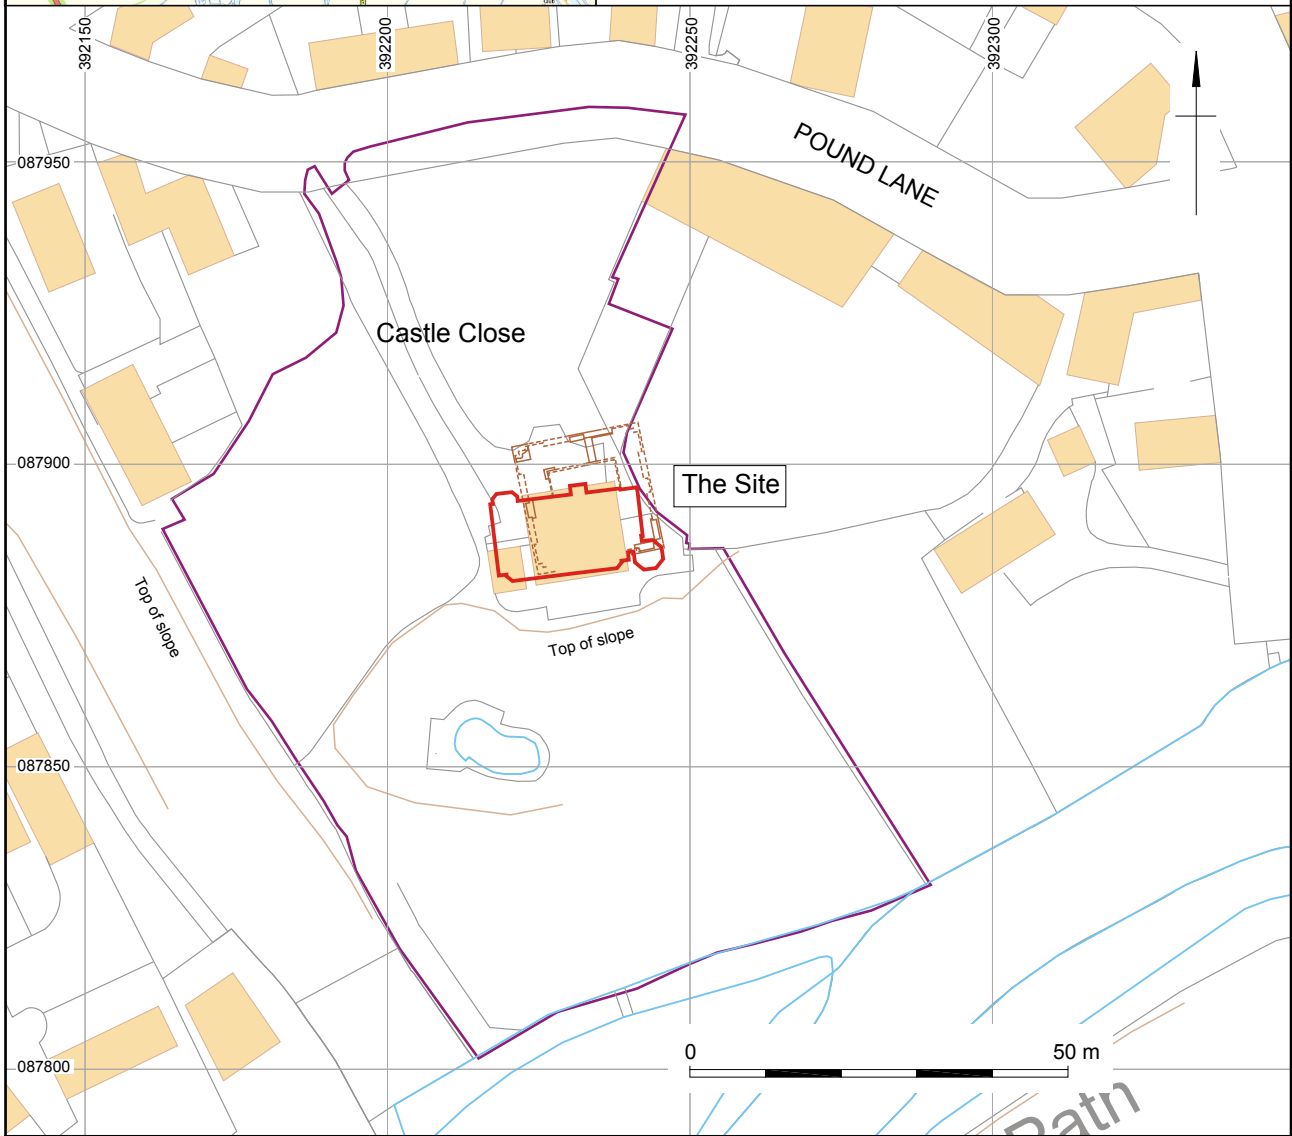 392150
392200
392250
392300
087950
POUND LANE
Castle Close
087900
The Site
Top of slope
Top of slope
087850
0
50 m
087800
Path